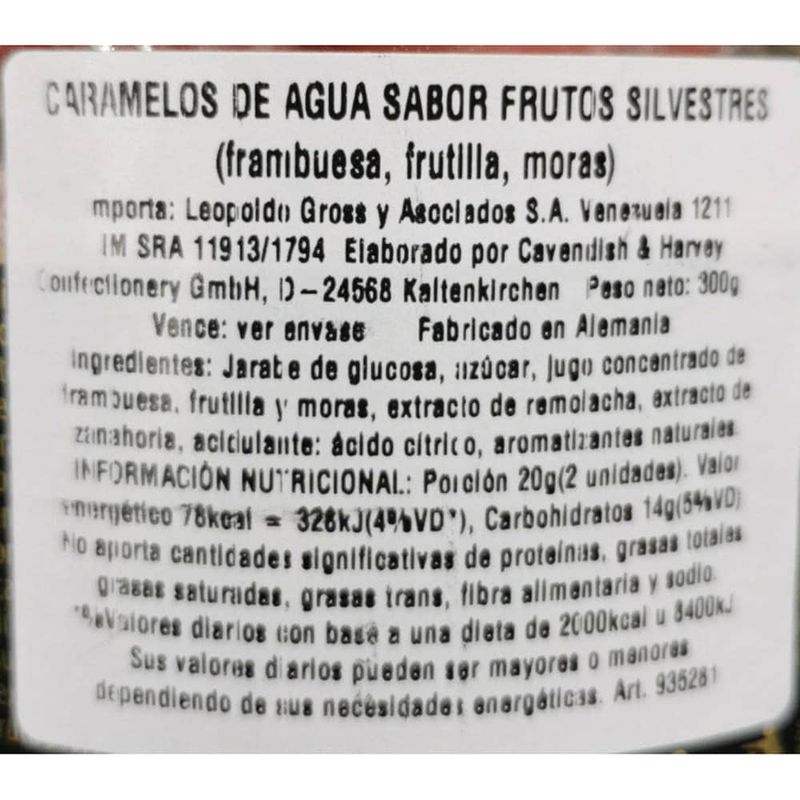 CARAMELOS DE AGUA SABOR FRUTOS SILVESTRES
(frambuesa, frutilla, moras)
mporta: Leopoldo Gross y Asociados S.A. Venezuela 1211
IM SRA 11913/1794 Elaborado por Cavendish & Harvey
Confectionery GmbH, D-24568 Kaltenkirchen Peso neto: 300g
Vence: ver envase Fabricado en Alemania
Ingredientes: Jarabe de glucosa, azúcar, jugo concentrado de
frambuesa, frutilla y moras, extracto de remolacha, extracto de
zanahoria, acidulante: ácido cítrico, aromatizantes naturales
INFORMACIÓN NUTRICIONAL: Porción 20g(2 unidades). Valor
energético 78kcal = 326kJ(4%VD*), Carbohidratos 14g(5%VD)
No aporta cantidades significativas de proteínas, grasas totales
grasas saturadas, grasas trans, fibra alimentaria y sodio.
*%Valores diarios con base a una dieta de 2000kcal u 8400kJ
Sus valores diarios pueden ser mayores o menores
dependiendo de sus necesidades energéticas. Art. 935281